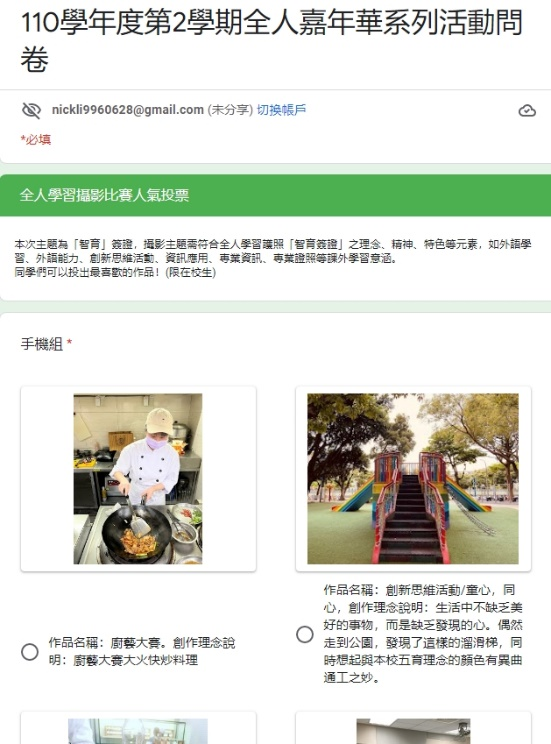 110學年度第2學期全人嘉年華系列活動問
卷
nickli9960628@gmail.com (未分享) 切換帳戶
*必填
全人學習攝影比賽人氣投票
本次主題為「智育」簽證，攝影主題需符合全人學習護照「智育簽證」之理念、精神、特色等元素，如外語學
習、外語能力、創新思維活動、資訊應用、專業資訊、專業證照等課外學習意涵。
同學們可以投出最喜歡的作品！(限在校生)
手機組 *
作品名稱：廚藝大賽。創作理念說
明：廚藝大賽大火快炒料理
作品名稱：創新思維活動/童心，同
心，創作理念說明：生活中不缺乏美
好的事物，而是缺乏發現的心。偶然
走到公園，發現了這樣的溜滑梯，同
時想起與本校五育理念的顏色有異曲
通工之妙。